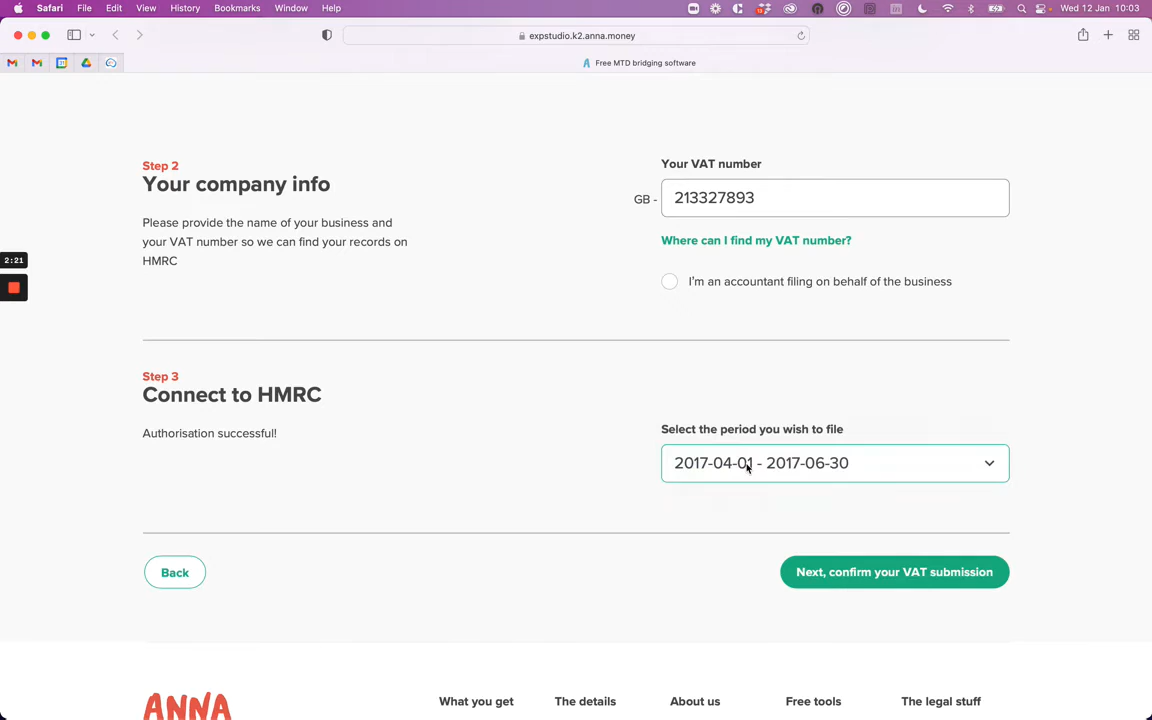 Safari File Edit View History Bookmarks Window Help
Wed 12 Jan 10:03
expstudio.k2.anna.money
Free MTD bridging software
Step 2
Your company info
Please provide the name of your business and
your VAT number so we can find your records on
HMRC
Your VAT number
GB - 213327893
Where can I find my VAT number?
I'm an accountant filing on behalf of the business
2:21
Step 3
Connect to HMRC
Authorisation successful!
Select the period you wish to file
2017-04-01 - 2017-06-30
Back
Next, confirm your VAT submission
ANNA
What you get
The details
About us
Free tools
The legal stuff